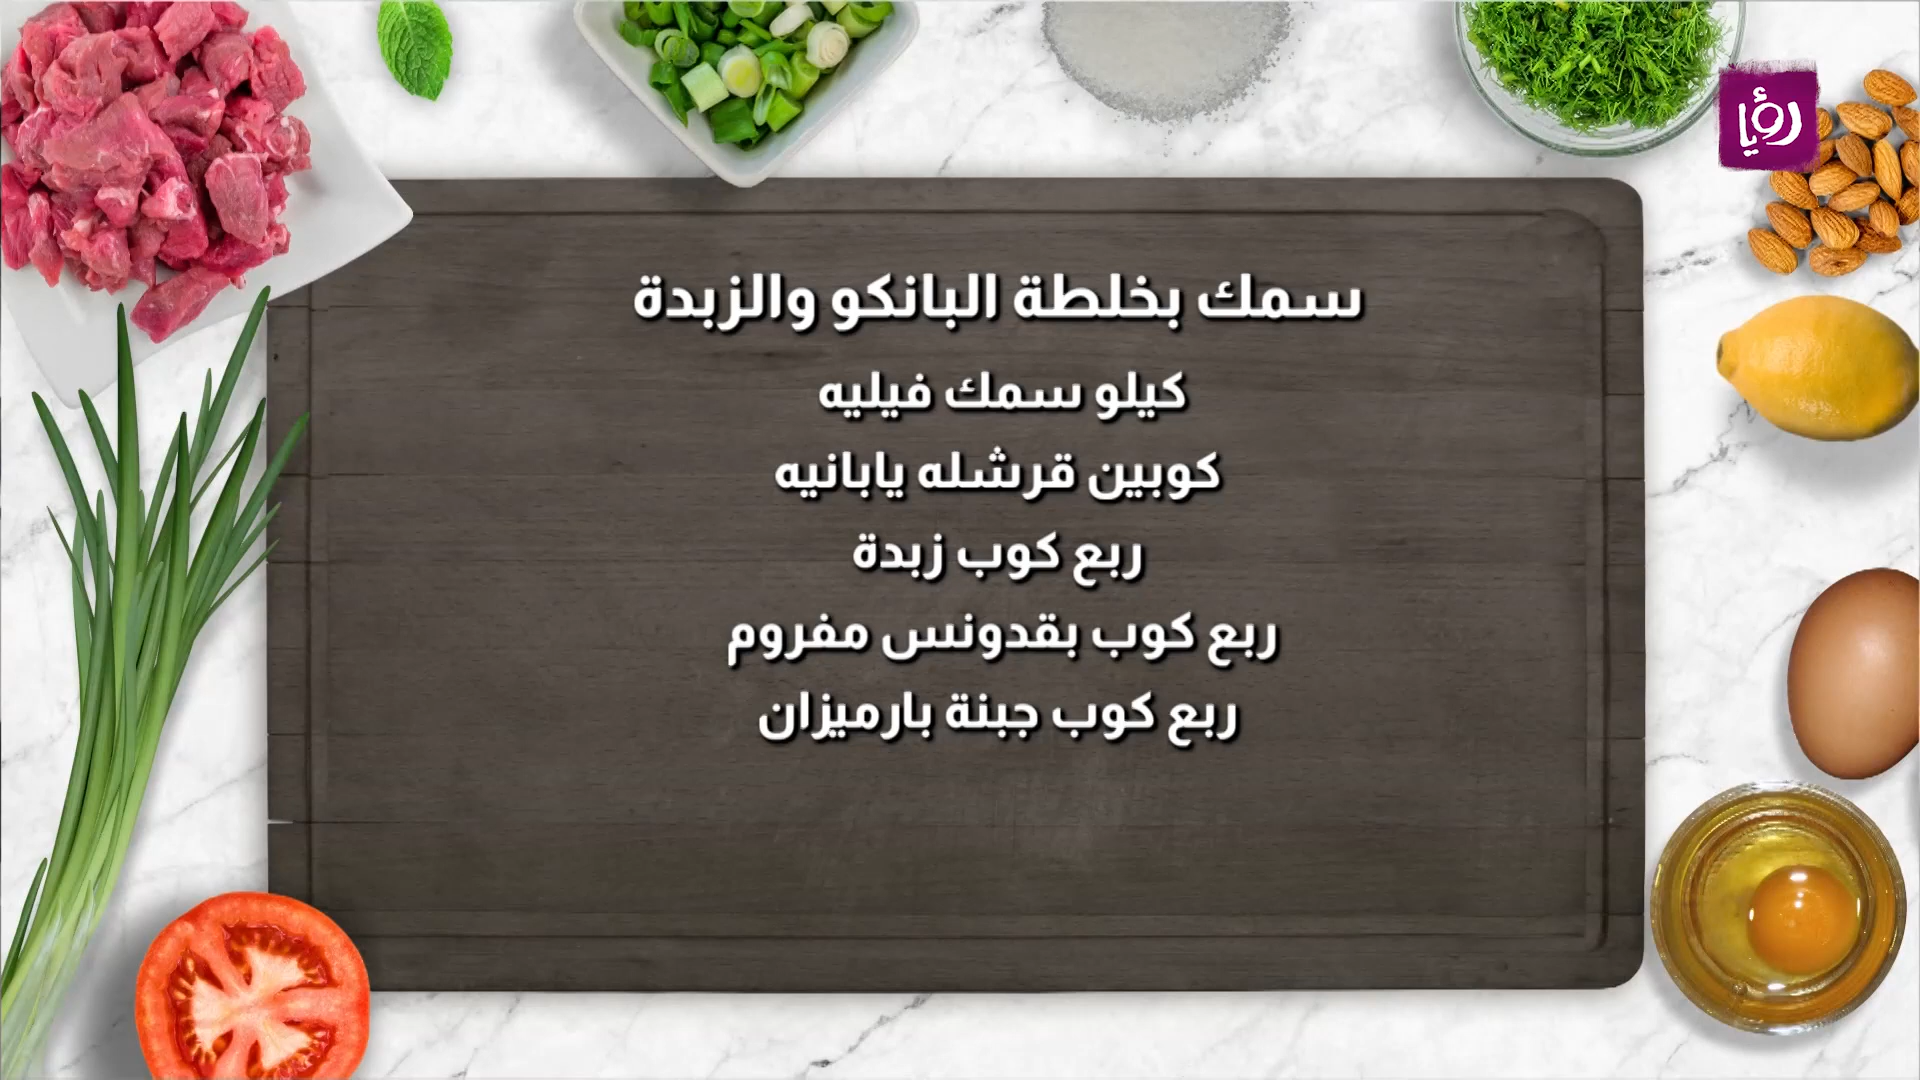 رؤيا
سمك بخلطة البانكو والزبدة
كيلو سمك فيليه
كوبين قرشله يابانيه
ربع كوب زبدة
ربع كوب بقدونس مفروم
ربع كوب جبنة بارميزان